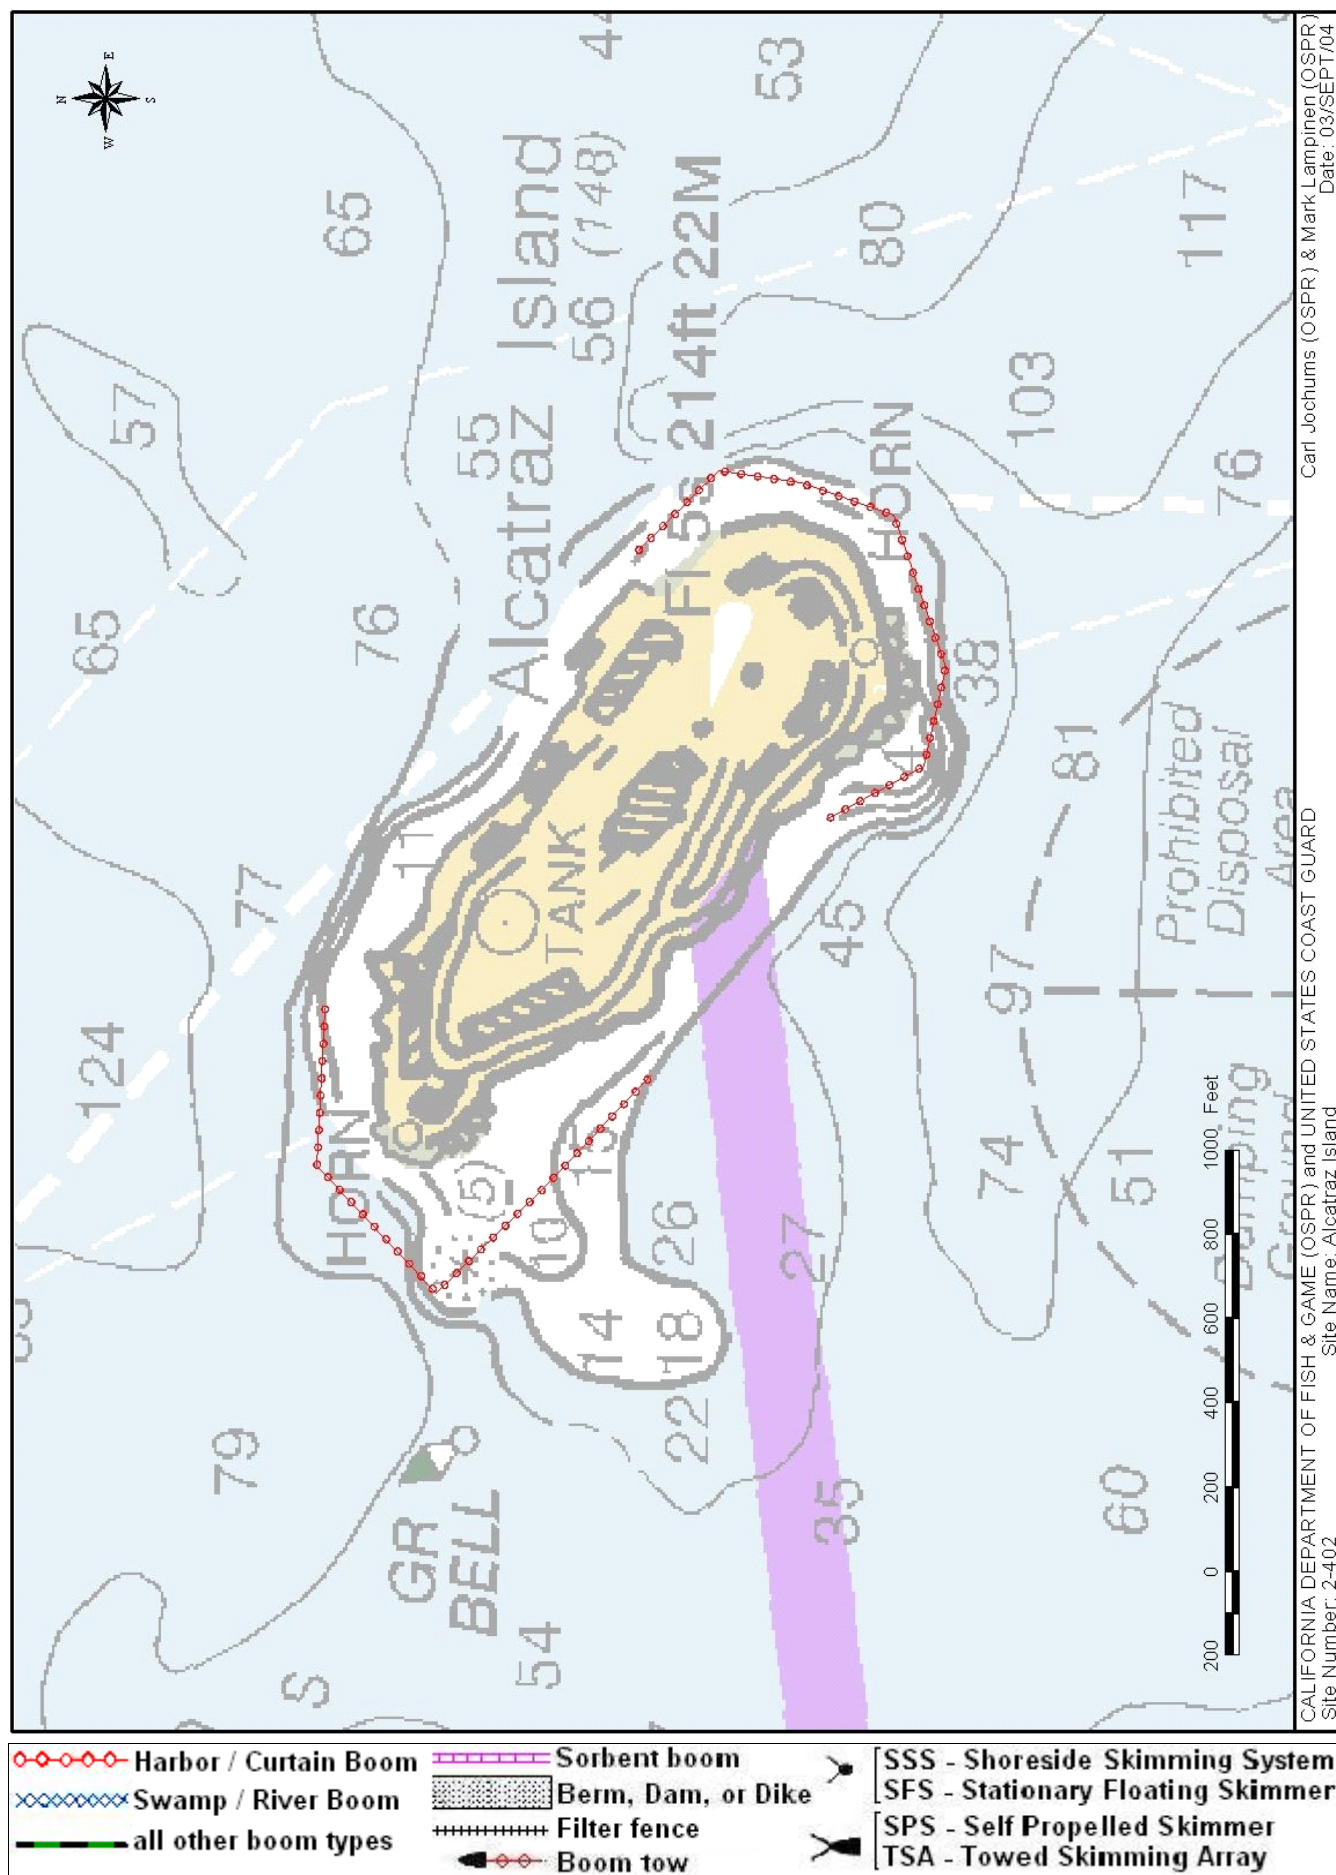 N
E
W
S
124
65
57
79
77
S
65
HORN
76
GR
BELL
11
55
(5)
Alcatraz Island
56 (148)
54
10
TANK
14
15
44
18
26
22
Fl 5s 214ft 22M
53
27
35
45
80
HORN
4
38
74
97
103
81
60
51
Prohibited
Disposal
Area
117
76
Dumping
Ground
200 0 200 400 600 800 1000 Feet
CALIFORNIA DEPARTMENT OF FISH & GAME (OSPR) and UNITED STATES COAST GUARD
Carl Jochums (OSPR) & Mark Lampinen (OSPR)
Site Number: 2-402
Site Name: Alcatraz Island
Date: 03/SEPT/04
Harbor / Curtain Boom
Swamp / River Boom
all other boom types
Sorbent boom
Berm, Dam, or Dike
Filter fence
Boom tow
SSS - Shoreside Skimming System
SFS - Stationary Floating Skimmer
SPS - Self Propelled Skimmer
TSA - Towed Skimming Array